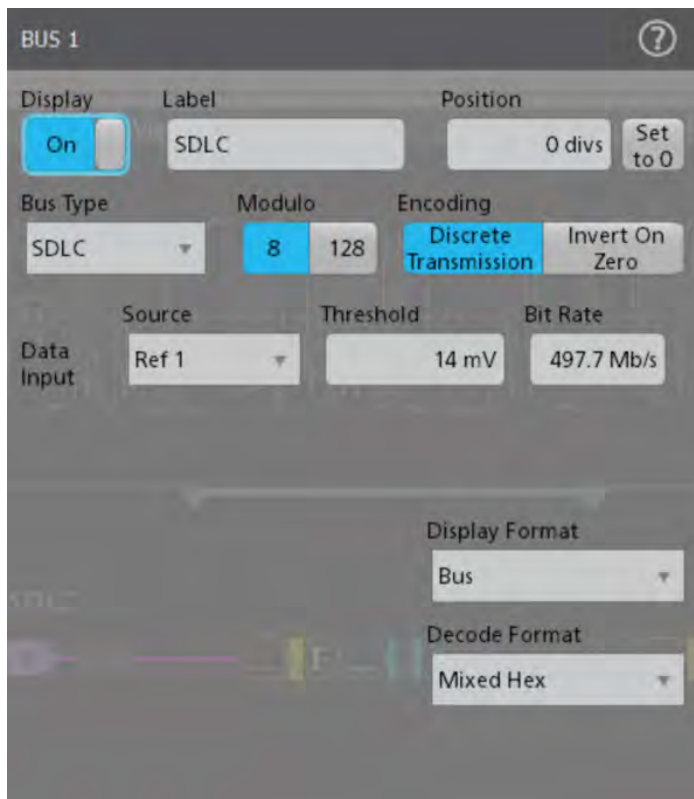 BUS 1
?
Display Label Position
On SDLC 0 divs Set
to 0
Bus Type Modulo Encoding
SDLC 8 128 Discrete
Transmission Invert On
Zero
Source Threshold Bit Rate
Data
Input Ref 1 14 mV 497.7 Mb/s
Display Format
Bus
SDLC
Decode Format
Mixed Hex